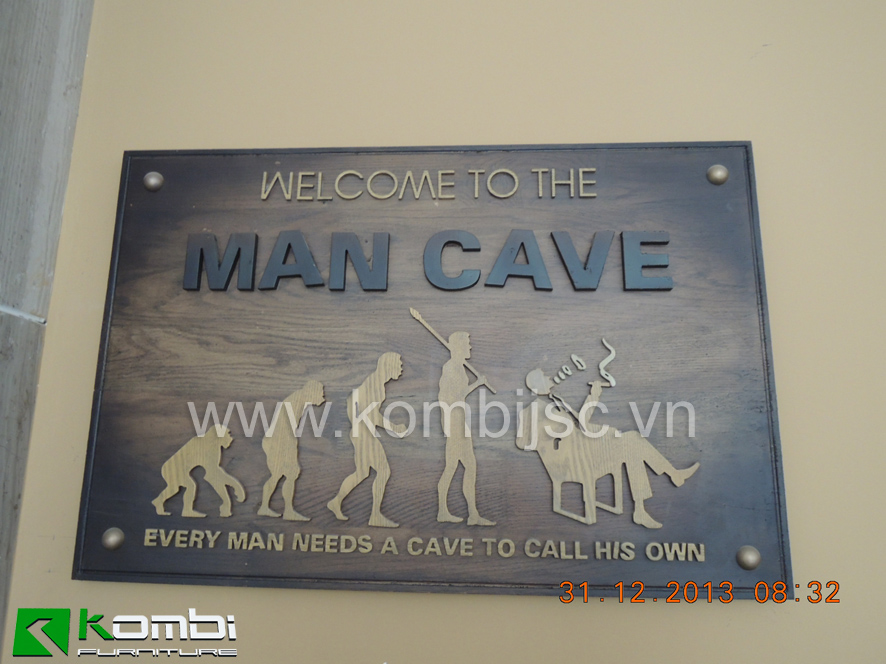 WELCOME TO THE
MAN CAVE
www.kombijsc.vn
EVERY MAN NEEDS A CAVE TO CALL HIS OWN
31.12.2013 08:32
Kombi
FURNITURE